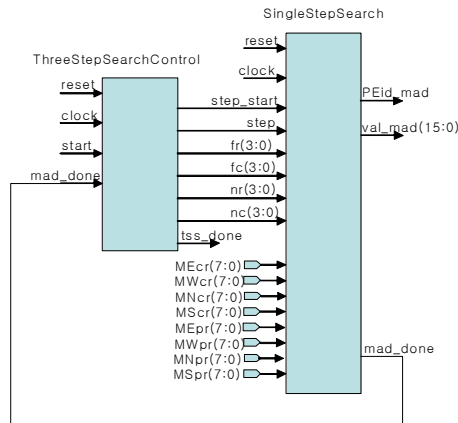 SingleStepSearch
reset
ThreeStepSearchControl
clock
reset
PEid_mad
step_start
clock
step
val_mad(15:0)
start
fr(3:0)
mad_done
fc(3:0)
nr(3:0)
nc(3:0)
tss_done
MEcr(7:0)
MWcr(7:0)
MNcr(7:0)
MScr(7:0)
MEpr(7:0)
MWpr(7:0)
mad_done
MNpr(7:0)
MSpr(7:0)